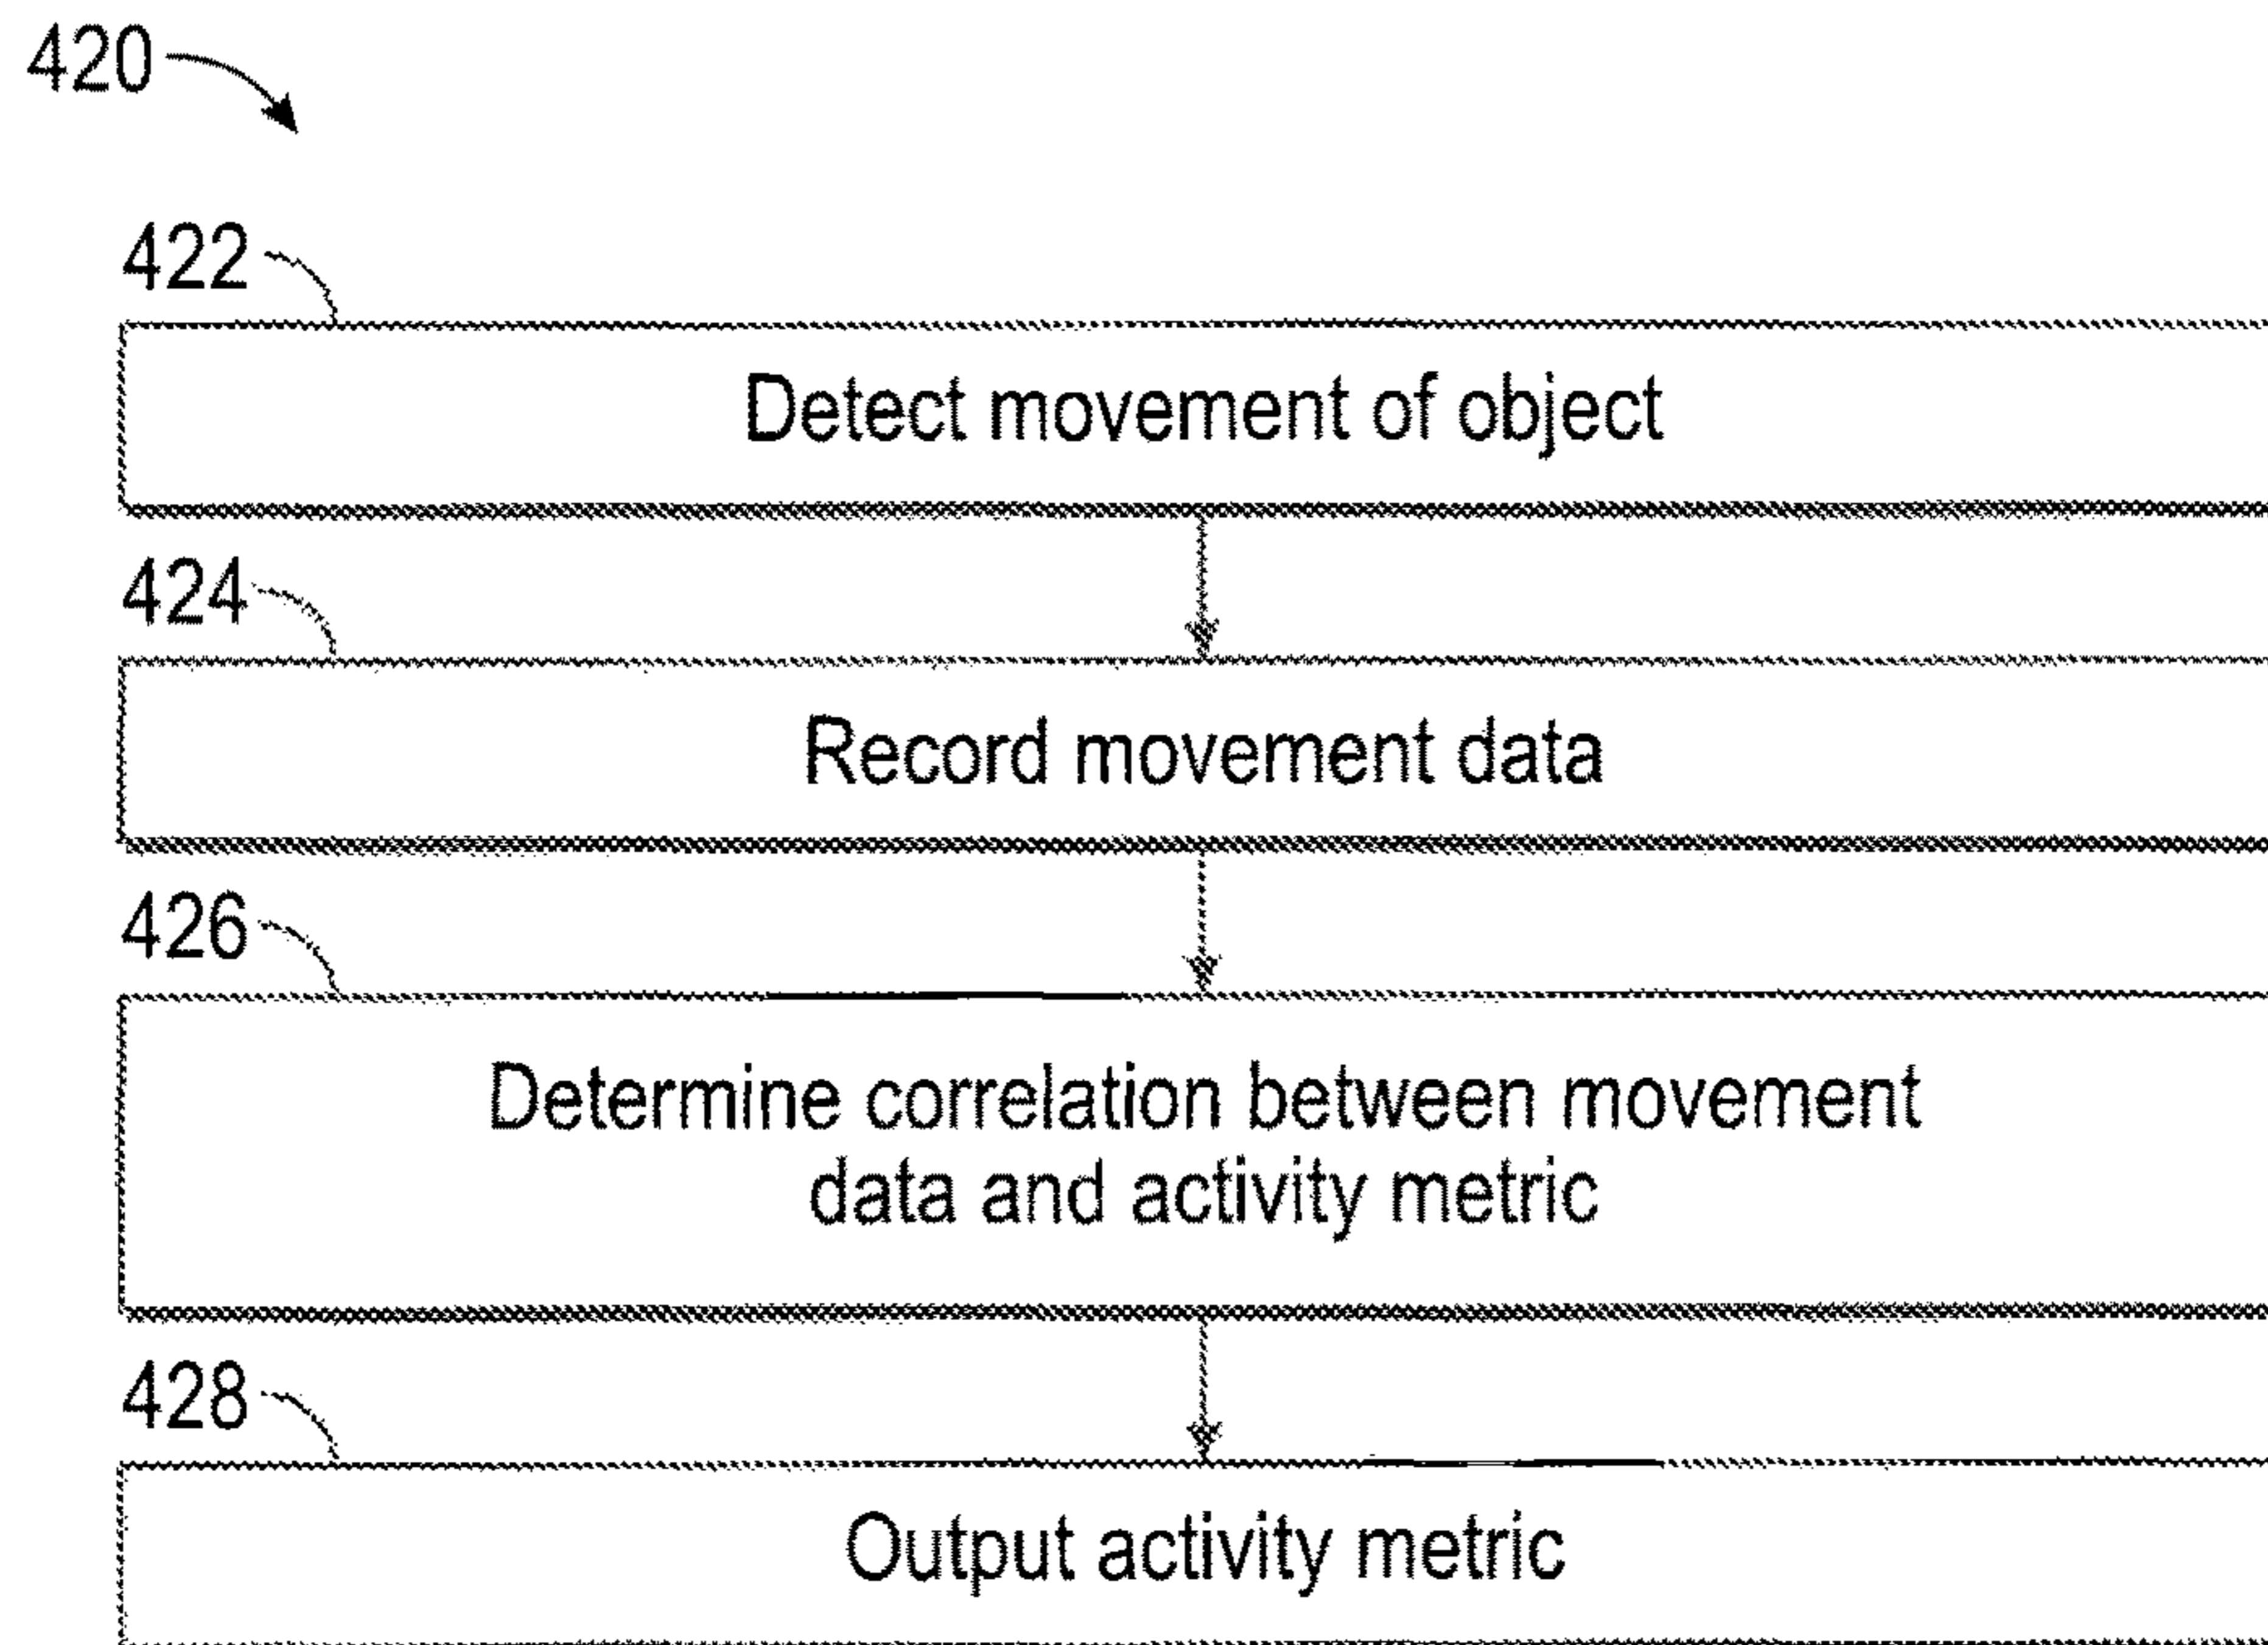 420
422
Detect movement of object
424
Record movement data
426
Determine correlation between movement
data and activity metric
428
Output activity metric